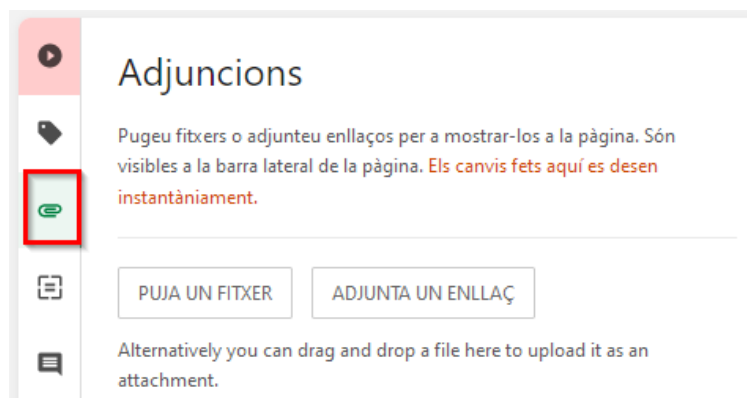 Adjuncions
Pugeu fitxers o adjunteu enllaços per a mostrar-los a la pàgina. Són
visibles a la barra lateral de la pàgina. Els canvis fets aquí es desen
instantàniament.
PUJA UN FITXER
ADJUNTA UN ENLLAÇ
Alternatively you can drag and drop a file here to upload it as an
attachment.